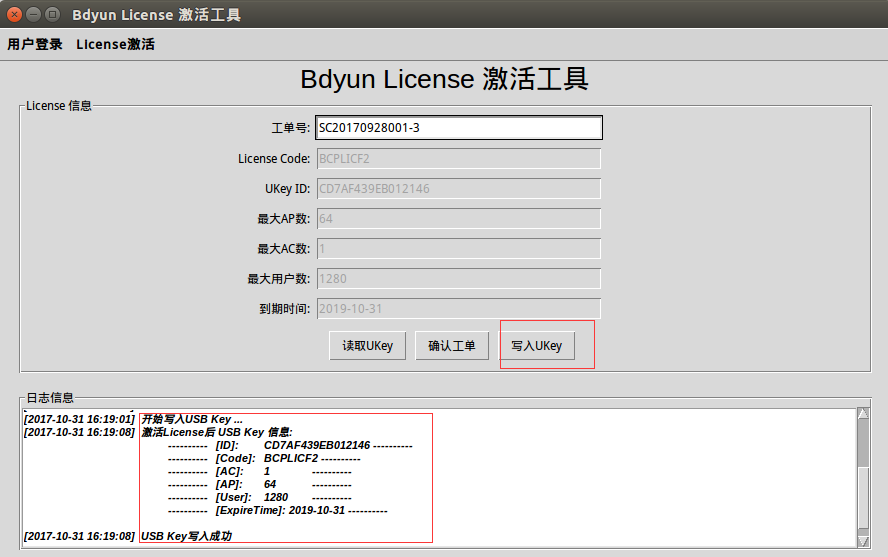 Bdyun License 激活工具
用户登录 License激活
Bdyun License 激活工具
License 信息
工单号: SC20170928001-3
License Code: BCPLICF2
UKey ID: CD7AF439EB012146
最大AP数: 64
最大AC数: 1
最大用户数: 1280
到期时间: 2019-10-31
读取UKey 确认工单 写入UKey
日志信息
[2017-10-31 16:19:01] 开始写入USB Key ...
[2017-10-31 16:19:08] 激活License后 USB Key 信息:
---------- [ID]: CD7AF439EB012146 ----------
---------- [Code]: BCPLICF2 ----------
---------- [AC]: 1 ----------
---------- [AP]: 64 ----------
---------- [User]: 1280 ----------
---------- [ExpireTime]: 2019-10-31 ----------
[2017-10-31 16:19:08] USB Key写入成功